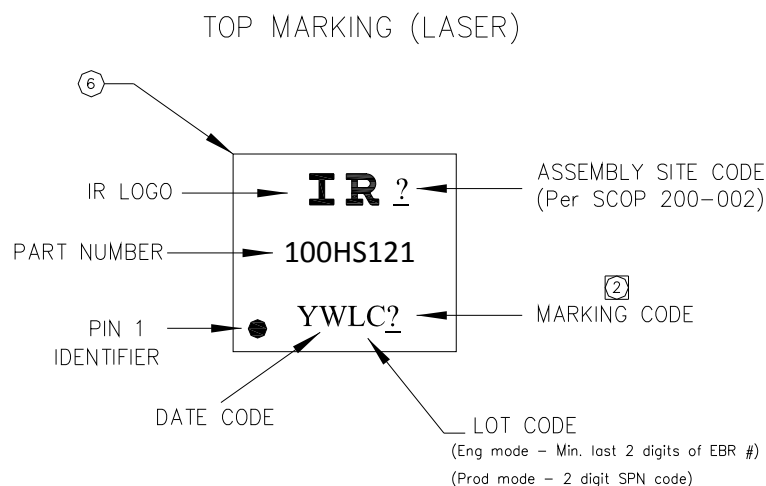 TOP MARKING (LASER)
6
IR LOGO
IR ?
ASSEMBLY SITE CODE
(Per SCOP 200-002)
PART NUMBER
100HS121
2
MARKING CODE
PIN 1
IDENTIFIER
YWLC?
DATE CODE
LOT CODE
(Eng mode - Min. last 2 digits of EBR #)
(Prod mode - 2 digit SPN code)